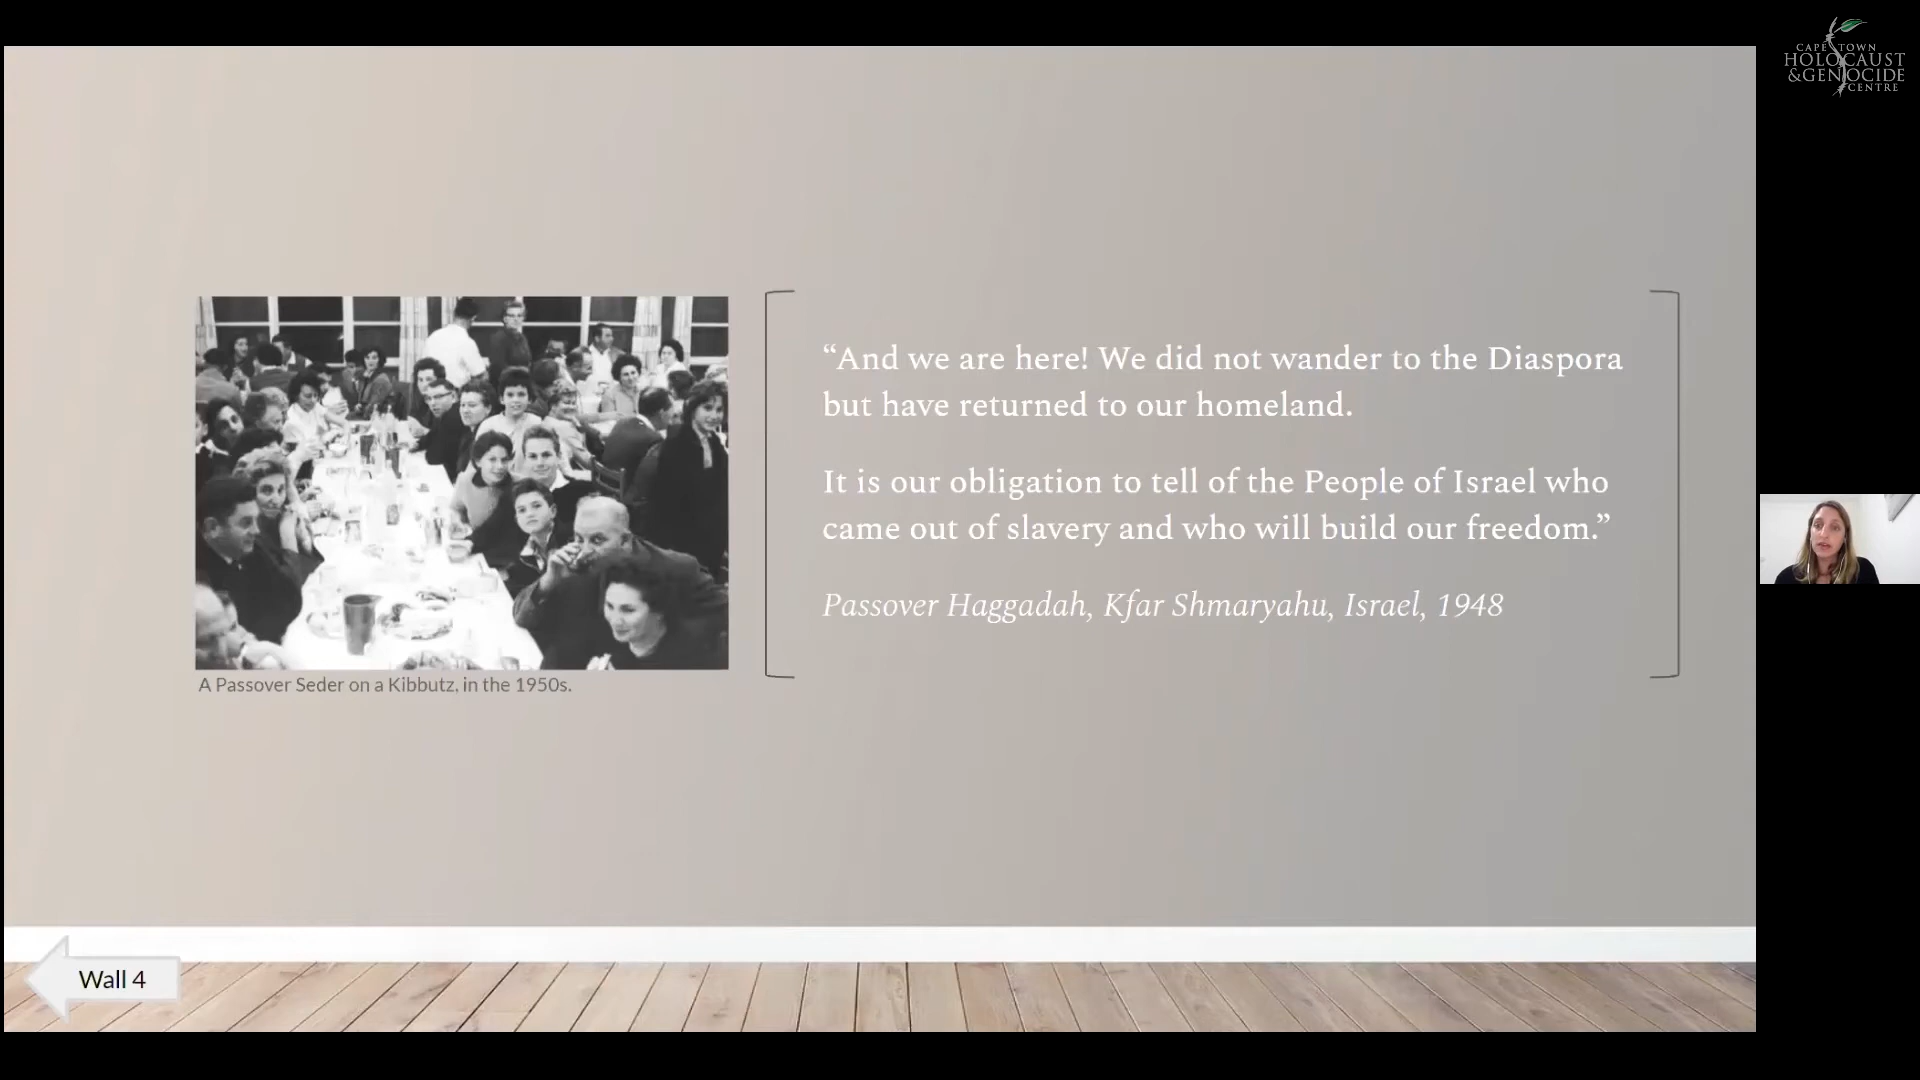 CAPE TOWN
HOLOCAUST
&GENOCIDE
CENTRE
“And we are here! We did not wander to the Diaspora
but have returned to our homeland.
It is our obligation to tell of the People of Israel who
came out of slavery and who will build our freedom.”
Passover Haggadah, Kfar Shmaryahu, Israel, 1948
A Passover Seder on a Kibbutz, in the 1950s.
Wall 4